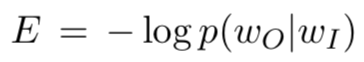 E = − log p(w_O|w_I)